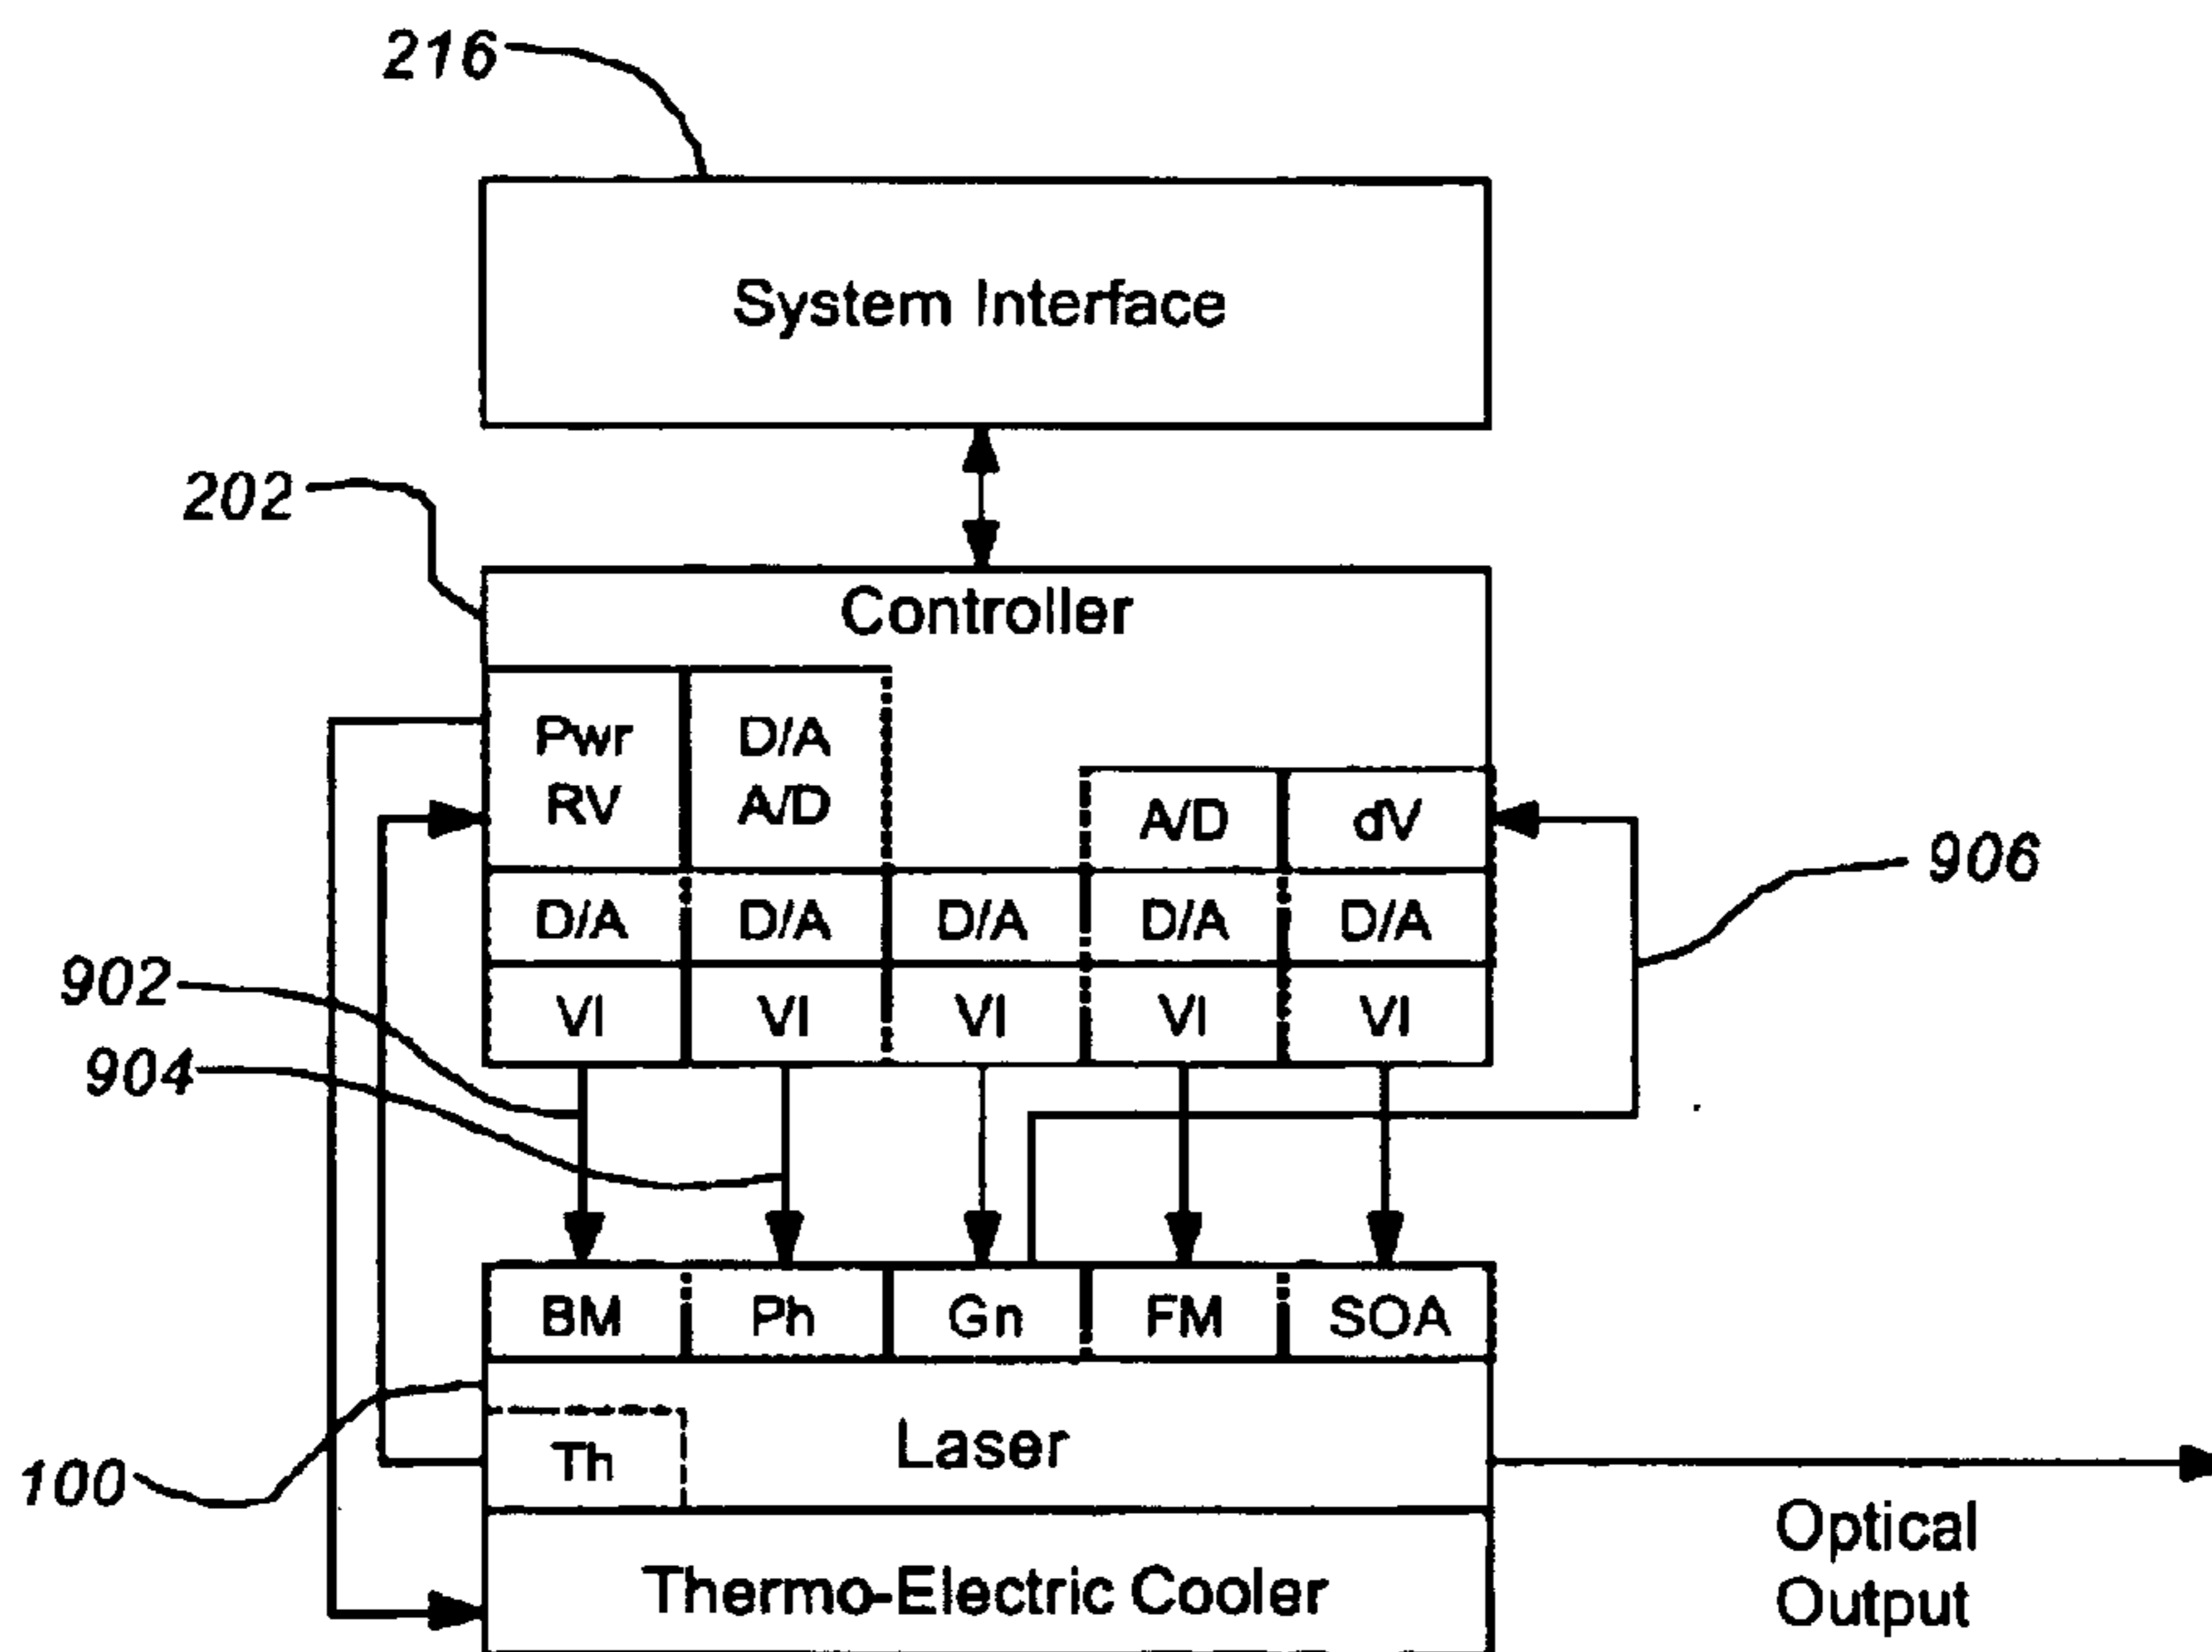 216
System Interface
202
Controller
Pwr D/A
RV A/D A/D dV
906
D/A D/A D/A D/A D/A
902
VI VI VI VI VI
904
BM Ph Gn FM SOA
Th Laser
100
Optical
Output
Thermo-Electric Cooler